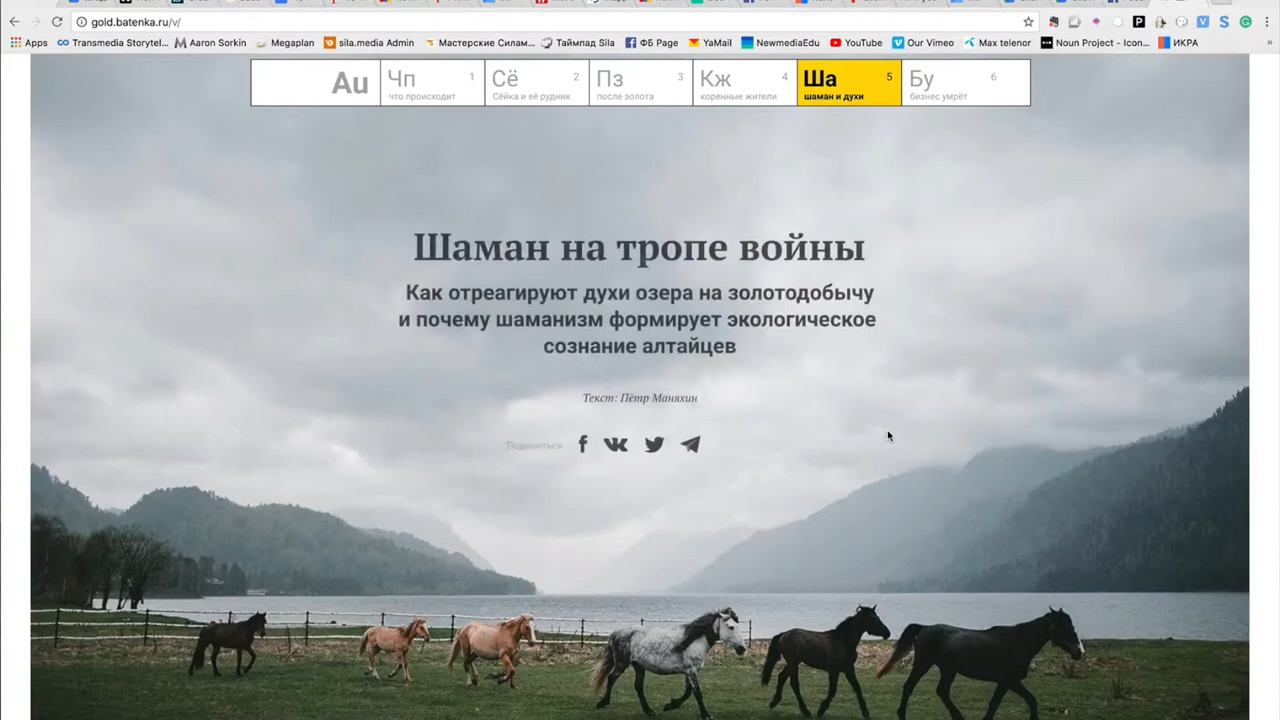 gold.batenka.ru/v/
Apps Transmedia Storytel... Aaron Sorkin Megaplan sila.media Admin Мастерские Силам... Таймпад Sila ФБ Page YaMail NewmediaEdu YouTube Our Vimeo Max telenor Noun Project - Icon... ИКРА »
Au Чп 1 Сё 2 Пз 3 Кж 4 Ша 5 Бу 6
что происходит Сёйка и её рудник после золота коренные жители шаман и духи бизнес умрёт
Шаман на тропе войны
Как отреагируют духи озера на золотодобычу
и почему шаманизм формирует экологическое
сознание алтайцев
Текст: Пётр Маняхин
Поделиться